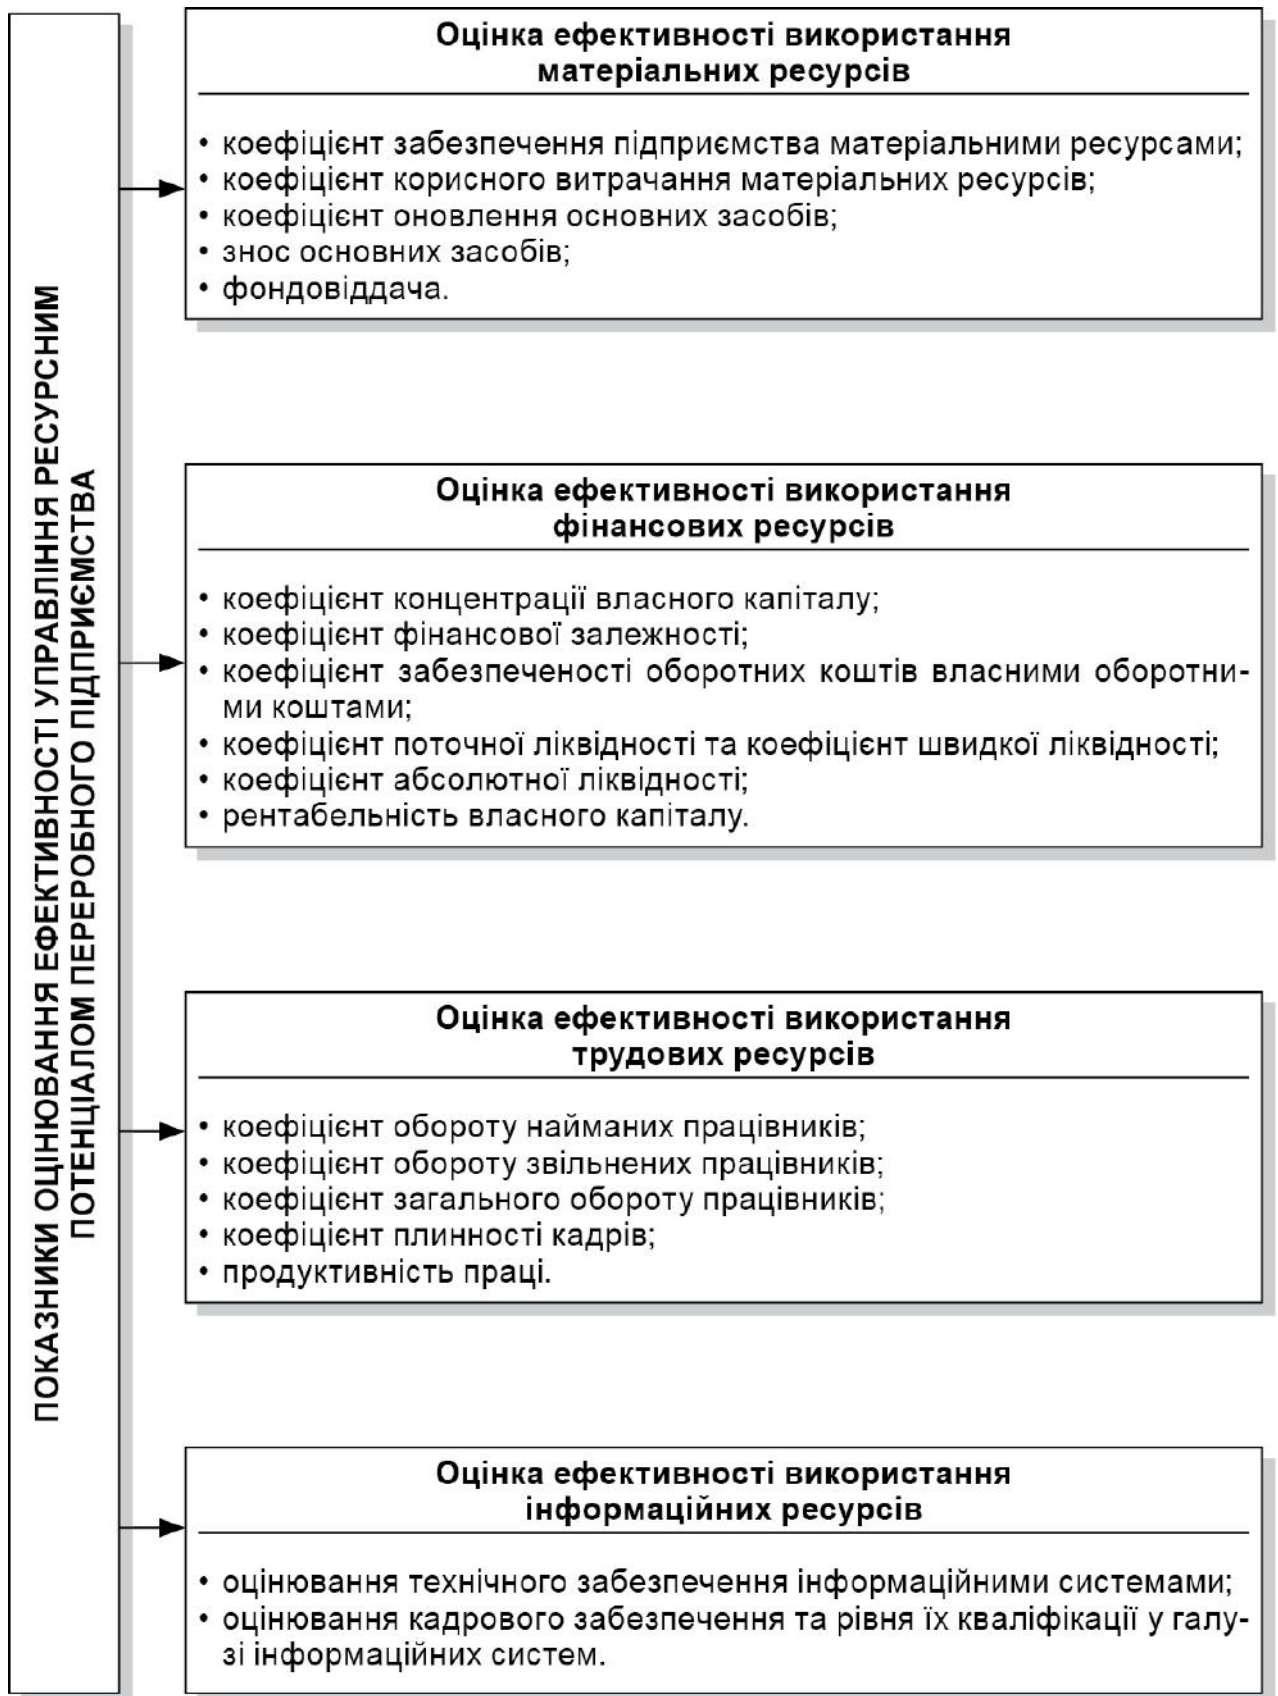 ПОКАЗНИКИ ОЦІНЮВАННЯ ЕФЕКТИВНОСТІ УПРАВЛІННЯ РЕСУРСНИМ
ПОТЕНЦІАЛОМ ПЕРЕРОБНОГО ПІДПРИЄМСТВА
Оцінка ефективності використання
матеріальних ресурсів
• коефіцієнт забезпечення підприємства матеріальними ресурсами;
• коефіцієнт корисного витрачання матеріальних ресурсів;
• коефіцієнт оновлення основних засобів;
• знос основних засобів;
• фондовіддача.
Оцінка ефективності використання
фінансових ресурсів
• коефіцієнт концентрації власного капіталу;
• коефіцієнт фінансової залежності;
• коефіцієнт забезпеченості оборотних коштів власними оборотни-
ми коштами;
• коефіцієнт поточної ліквідності та коефіцієнт швидкої ліквідності;
• коефіцієнт абсолютної ліквідності;
• рентабельність власного капіталу.
Оцінка ефективності використання
трудових ресурсів
• коефіцієнт обороту найманих працівників;
• коефіцієнт обороту звільнених працівників;
• коефіцієнт загального обороту працівників;
• коефіцієнт плинності кадрів;
• продуктивність праці.
Оцінка ефективності використання
інформаційних ресурсів
• оцінювання технічного забезпечення інформаційними системами;
• оцінювання кадрового забезпечення та рівня їх кваліфікації у галу-
зі інформаційних систем.